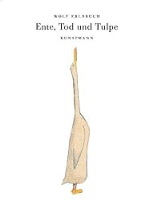 WOLF ERLBRUCH
Ente, Tod und Tulpe
KUNSTMANN